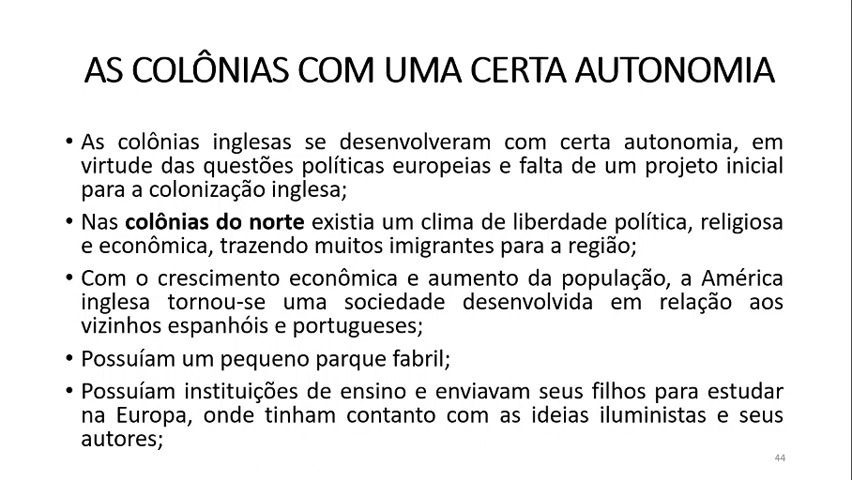 AS COLÔNIAS COM UMA CERTA AUTONOMIA
• As colônias inglesas se desenvolveram com certa autonomia, em
virtude das questões políticas europeias e falta de um projeto inicial
para a colonização inglesa;
• Nas colônias do norte existia um clima de liberdade política, religiosa
e econômica, trazendo muitos imigrantes para a região;
• Com o crescimento econômico e aumento da população, a América
inglesa tornou-se uma sociedade desenvolvida em relação aos
vizinhos espanhóis e portugueses;
• Possuíam um pequeno parque fabril;
• Possuíam instituições de ensino e enviavam seus filhos para estudar
na Europa, onde tinham contanto com as ideias iluministas e seus
autores;
44